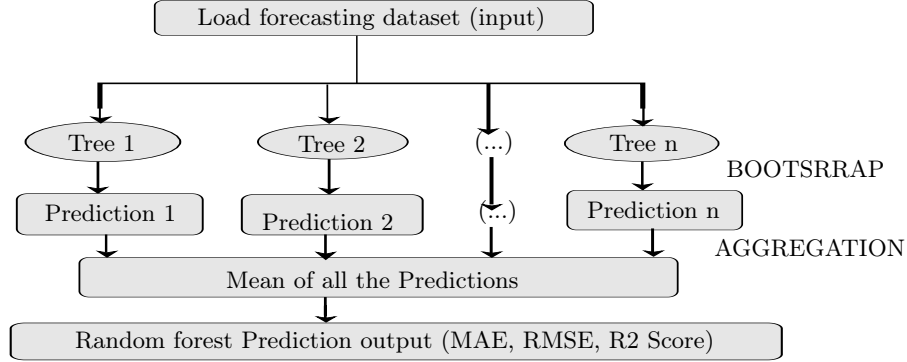 Load forecasting dataset (input)
Tree 1
Tree 2
(...)
Tree n
BOOTSRRAP
Prediction 1
Prediction 2
(...)
Prediction n
AGGREGATION
Mean of all the Predictions
Random forest Prediction output (MAE, RMSE, R2 Score)